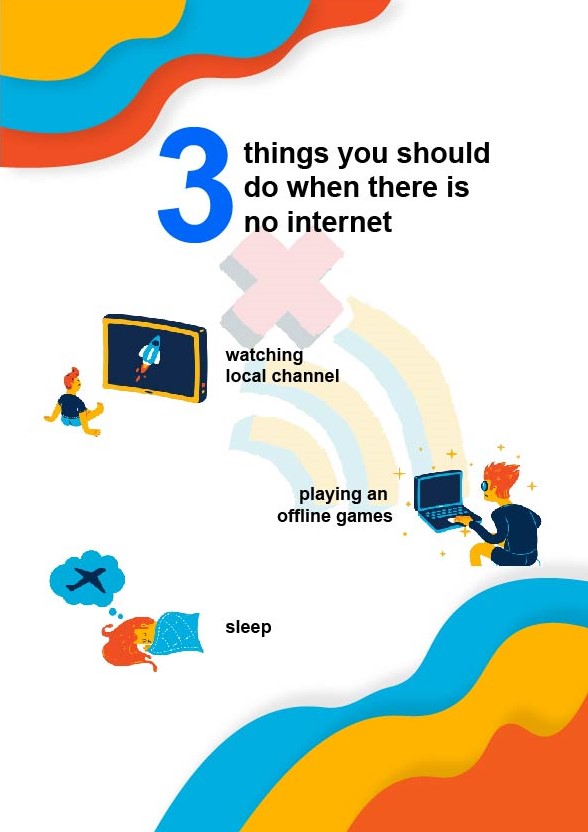 3 things you should
do when there is
no internet
watching
local channel
playing an
offline games
sleep